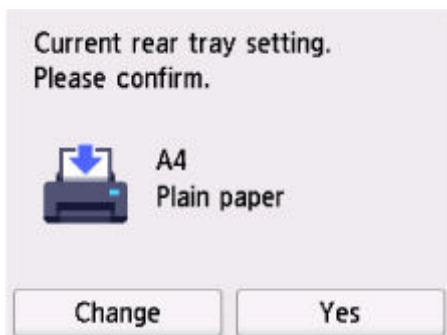 Current rear tray setting.
Please confirm.
A4
Plain paper
Change
Yes